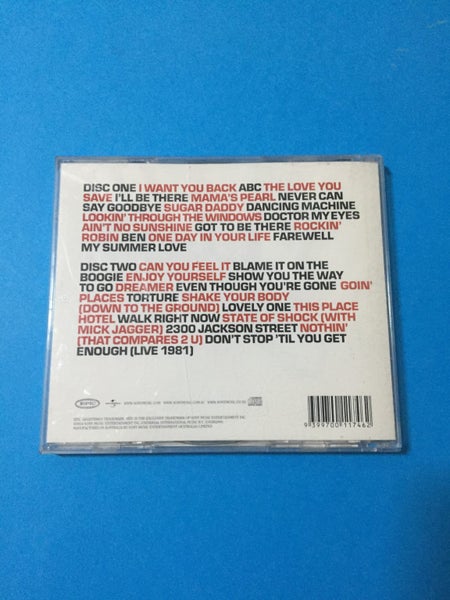 DISC ONE I WANT YOU BACK ABC THE LOVE YOU
SAVE I'LL BE THERE MAMA'S PEARL NEVER CAN
SAY GOODBYE SUGAR DADDY DANCING MACHINE
LOOKIN' THROUGH THE WINDOWS DOCTOR MY EYES
AIN'T NO SUNSHINE GOT TO BE THERE ROCKIN'
ROBIN BEN ONE DAY IN YOUR LIFE FAREWELL
MY SUMMER LOVE
DISC TWO CAN YOU FEEL IT BLAME IT ON THE
BOOGIE ENJOY YOURSELF SHOW YOU THE WAY
TO GO DREAMER EVEN THOUGH YOU'RE GONE GOIN'
PLACES TORTURE SHAKE YOUR BODY
(DOWN TO THE GROUND) LOVELY ONE THIS PLACE
HOTEL WALK RIGHT NOW STATE OF SHOCK (WITH
MICK JAGGER) 2300 JACKSON STREET NOTHIN'
(THAT COMPARES 2 U) DON'T STOP 'TIL YOU GET
ENOUGH (LIVE 1981)
epic
9 399700 117462